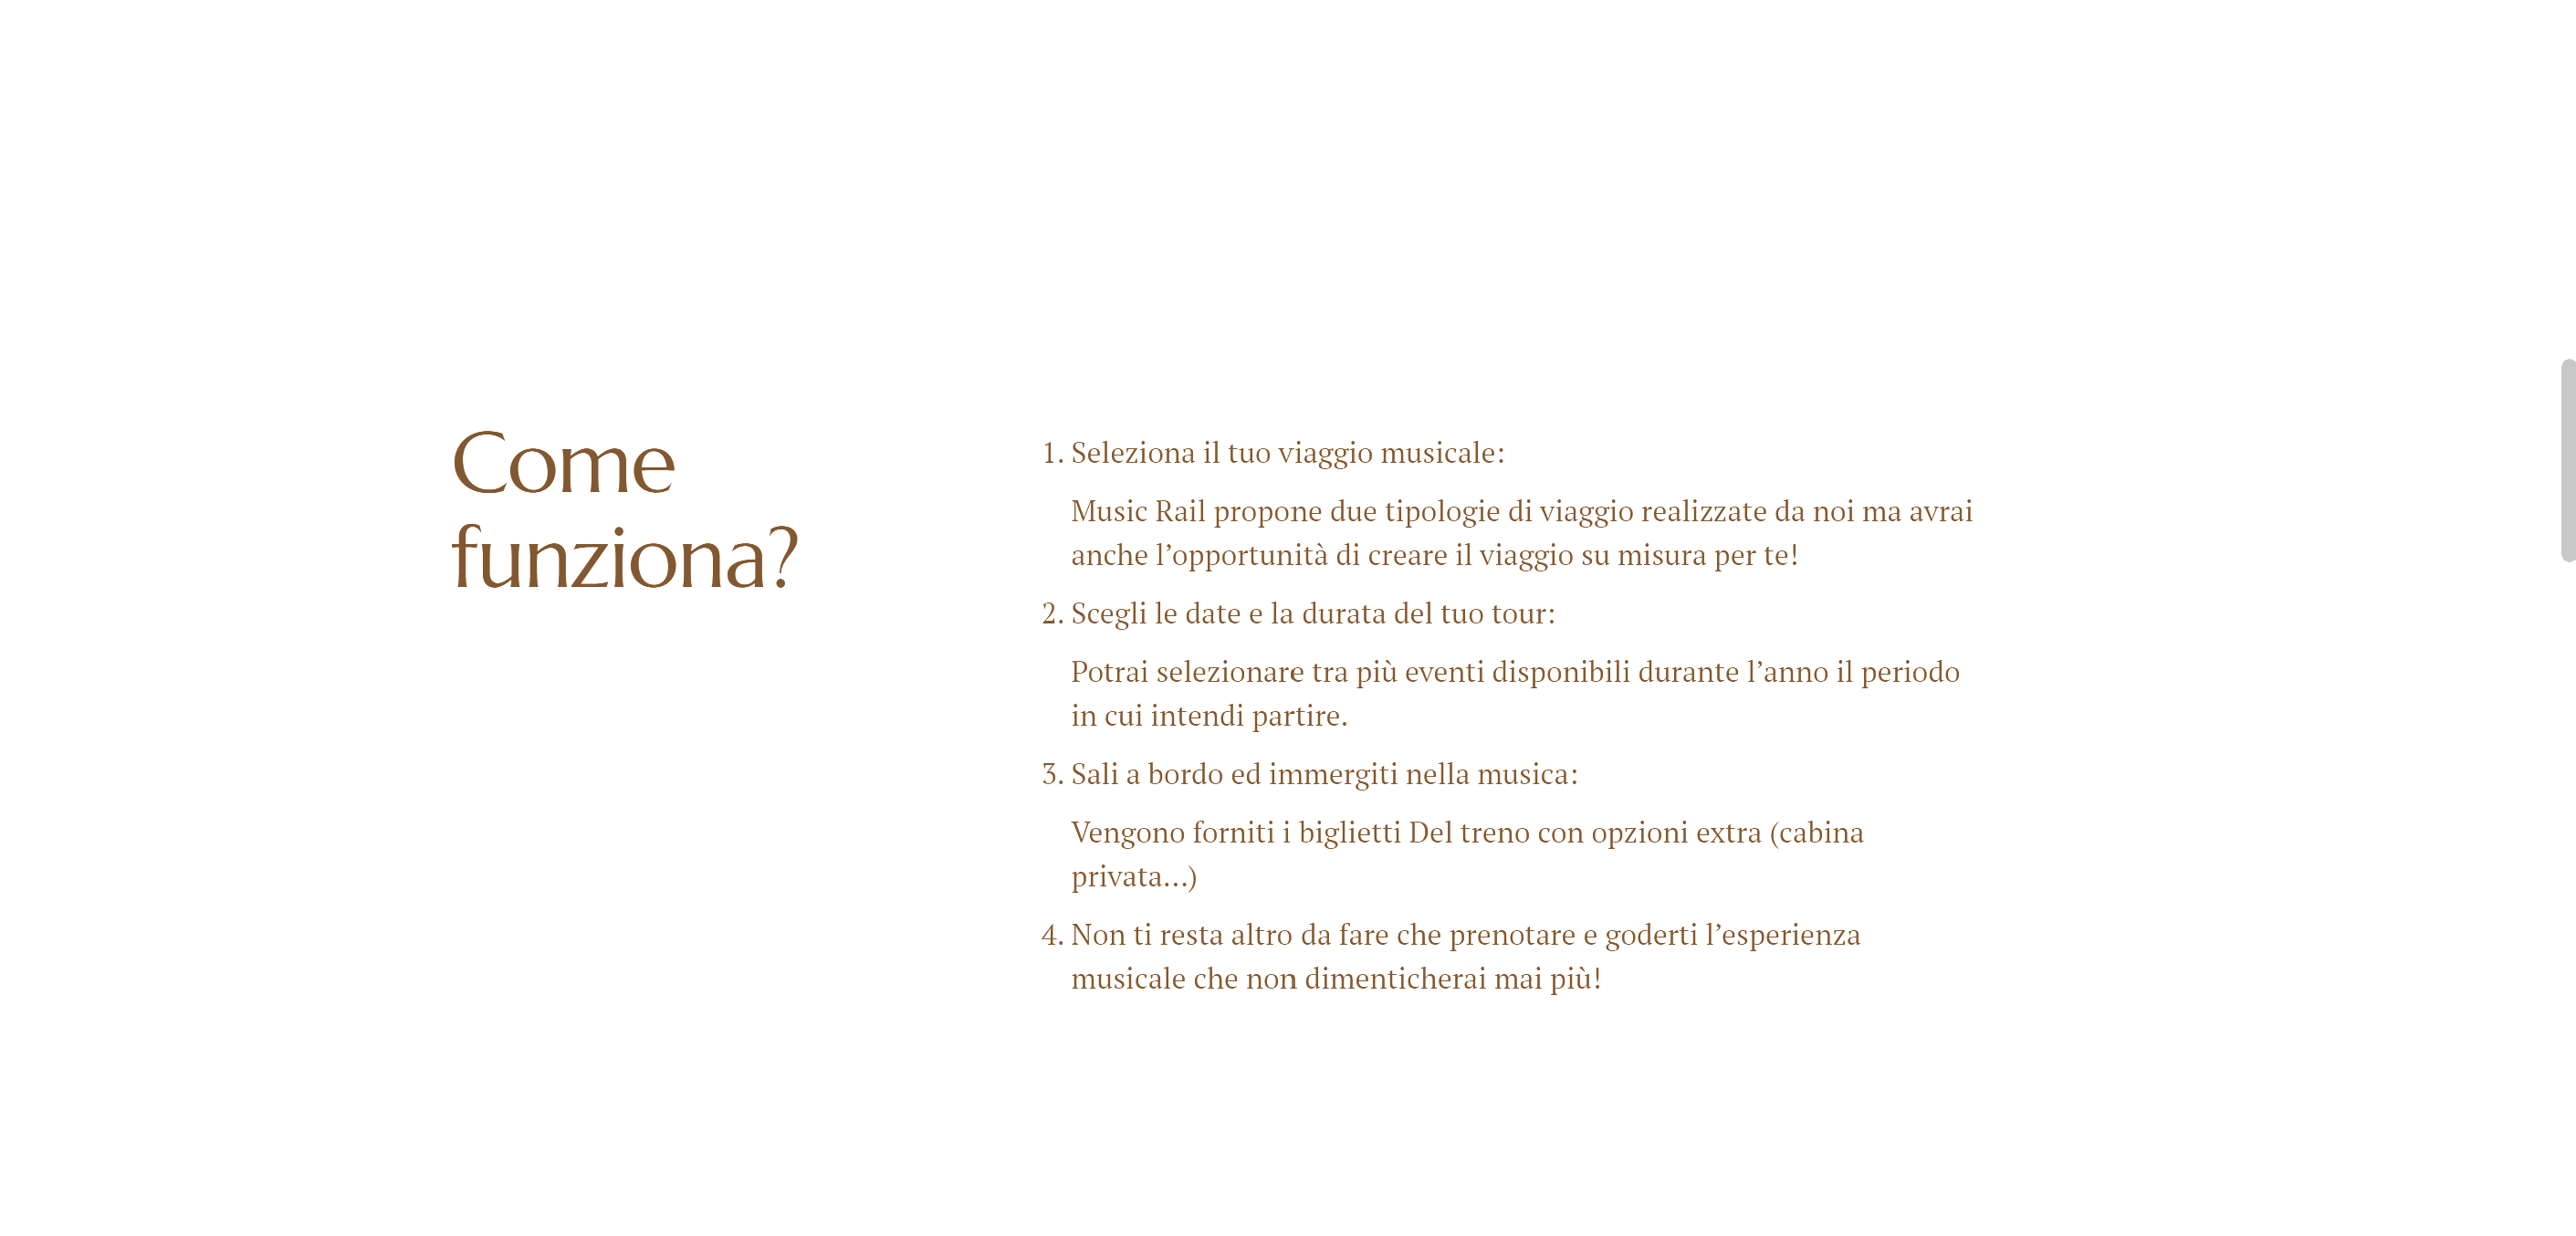 Come
funziona?
1. Seleziona il tuo viaggio musicale:
Music Rail propone due tipologie di viaggio realizzate da noi ma avrai
anche l’opportunità di creare il viaggio su misura per te!
2. Scegli le date e la durata del tuo tour:
Potrai selezionare tra più eventi disponibili durante l’anno il periodo
in cui intendi partire.
3. Sali a bordo ed immergiti nella musica:
Vengono forniti i biglietti Del treno con opzioni extra (cabina
privata…)
4. Non ti resta altro da fare che prenotare e goderti l’esperienza
musicale che non dimenticherai mai più!